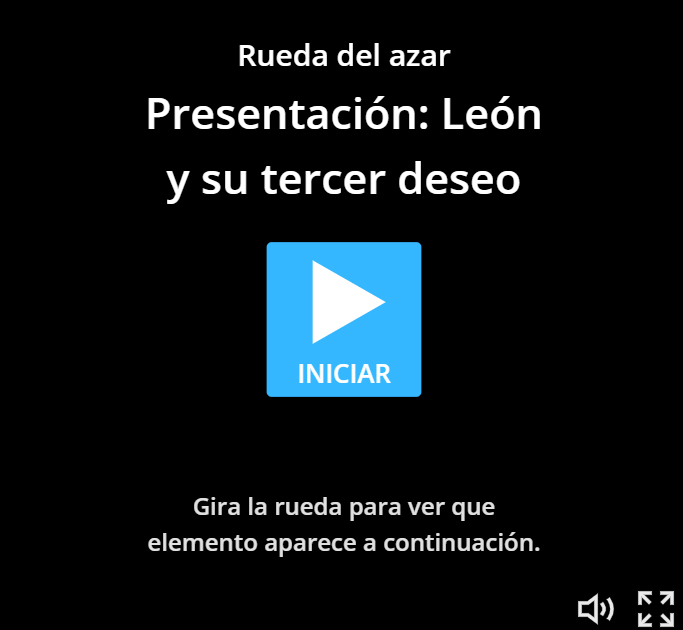 Rueda del azar
Presentación: León
y su tercer deseo
INICIAR
Gira la rueda para ver que
elemento aparece a continuación.